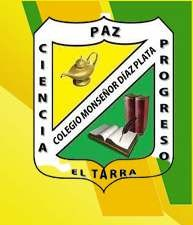 PAZ
CIENCIA
PROGRESO
COLEGIO MONSEÑOR DÍAZ PLATA
EL TARRA